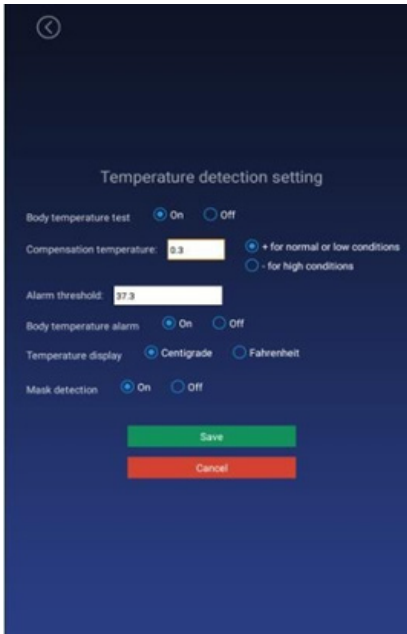 Temperature detection setting
Body temperature test On Off
Compensation temperature: 0.3 + for normal or low conditions
- for high conditions
Alarm threshold: 37.3
Body temperature alarm On Off
Temperature display Centigrade Fahrenheit
Mask detection On Off
Save
Cancel